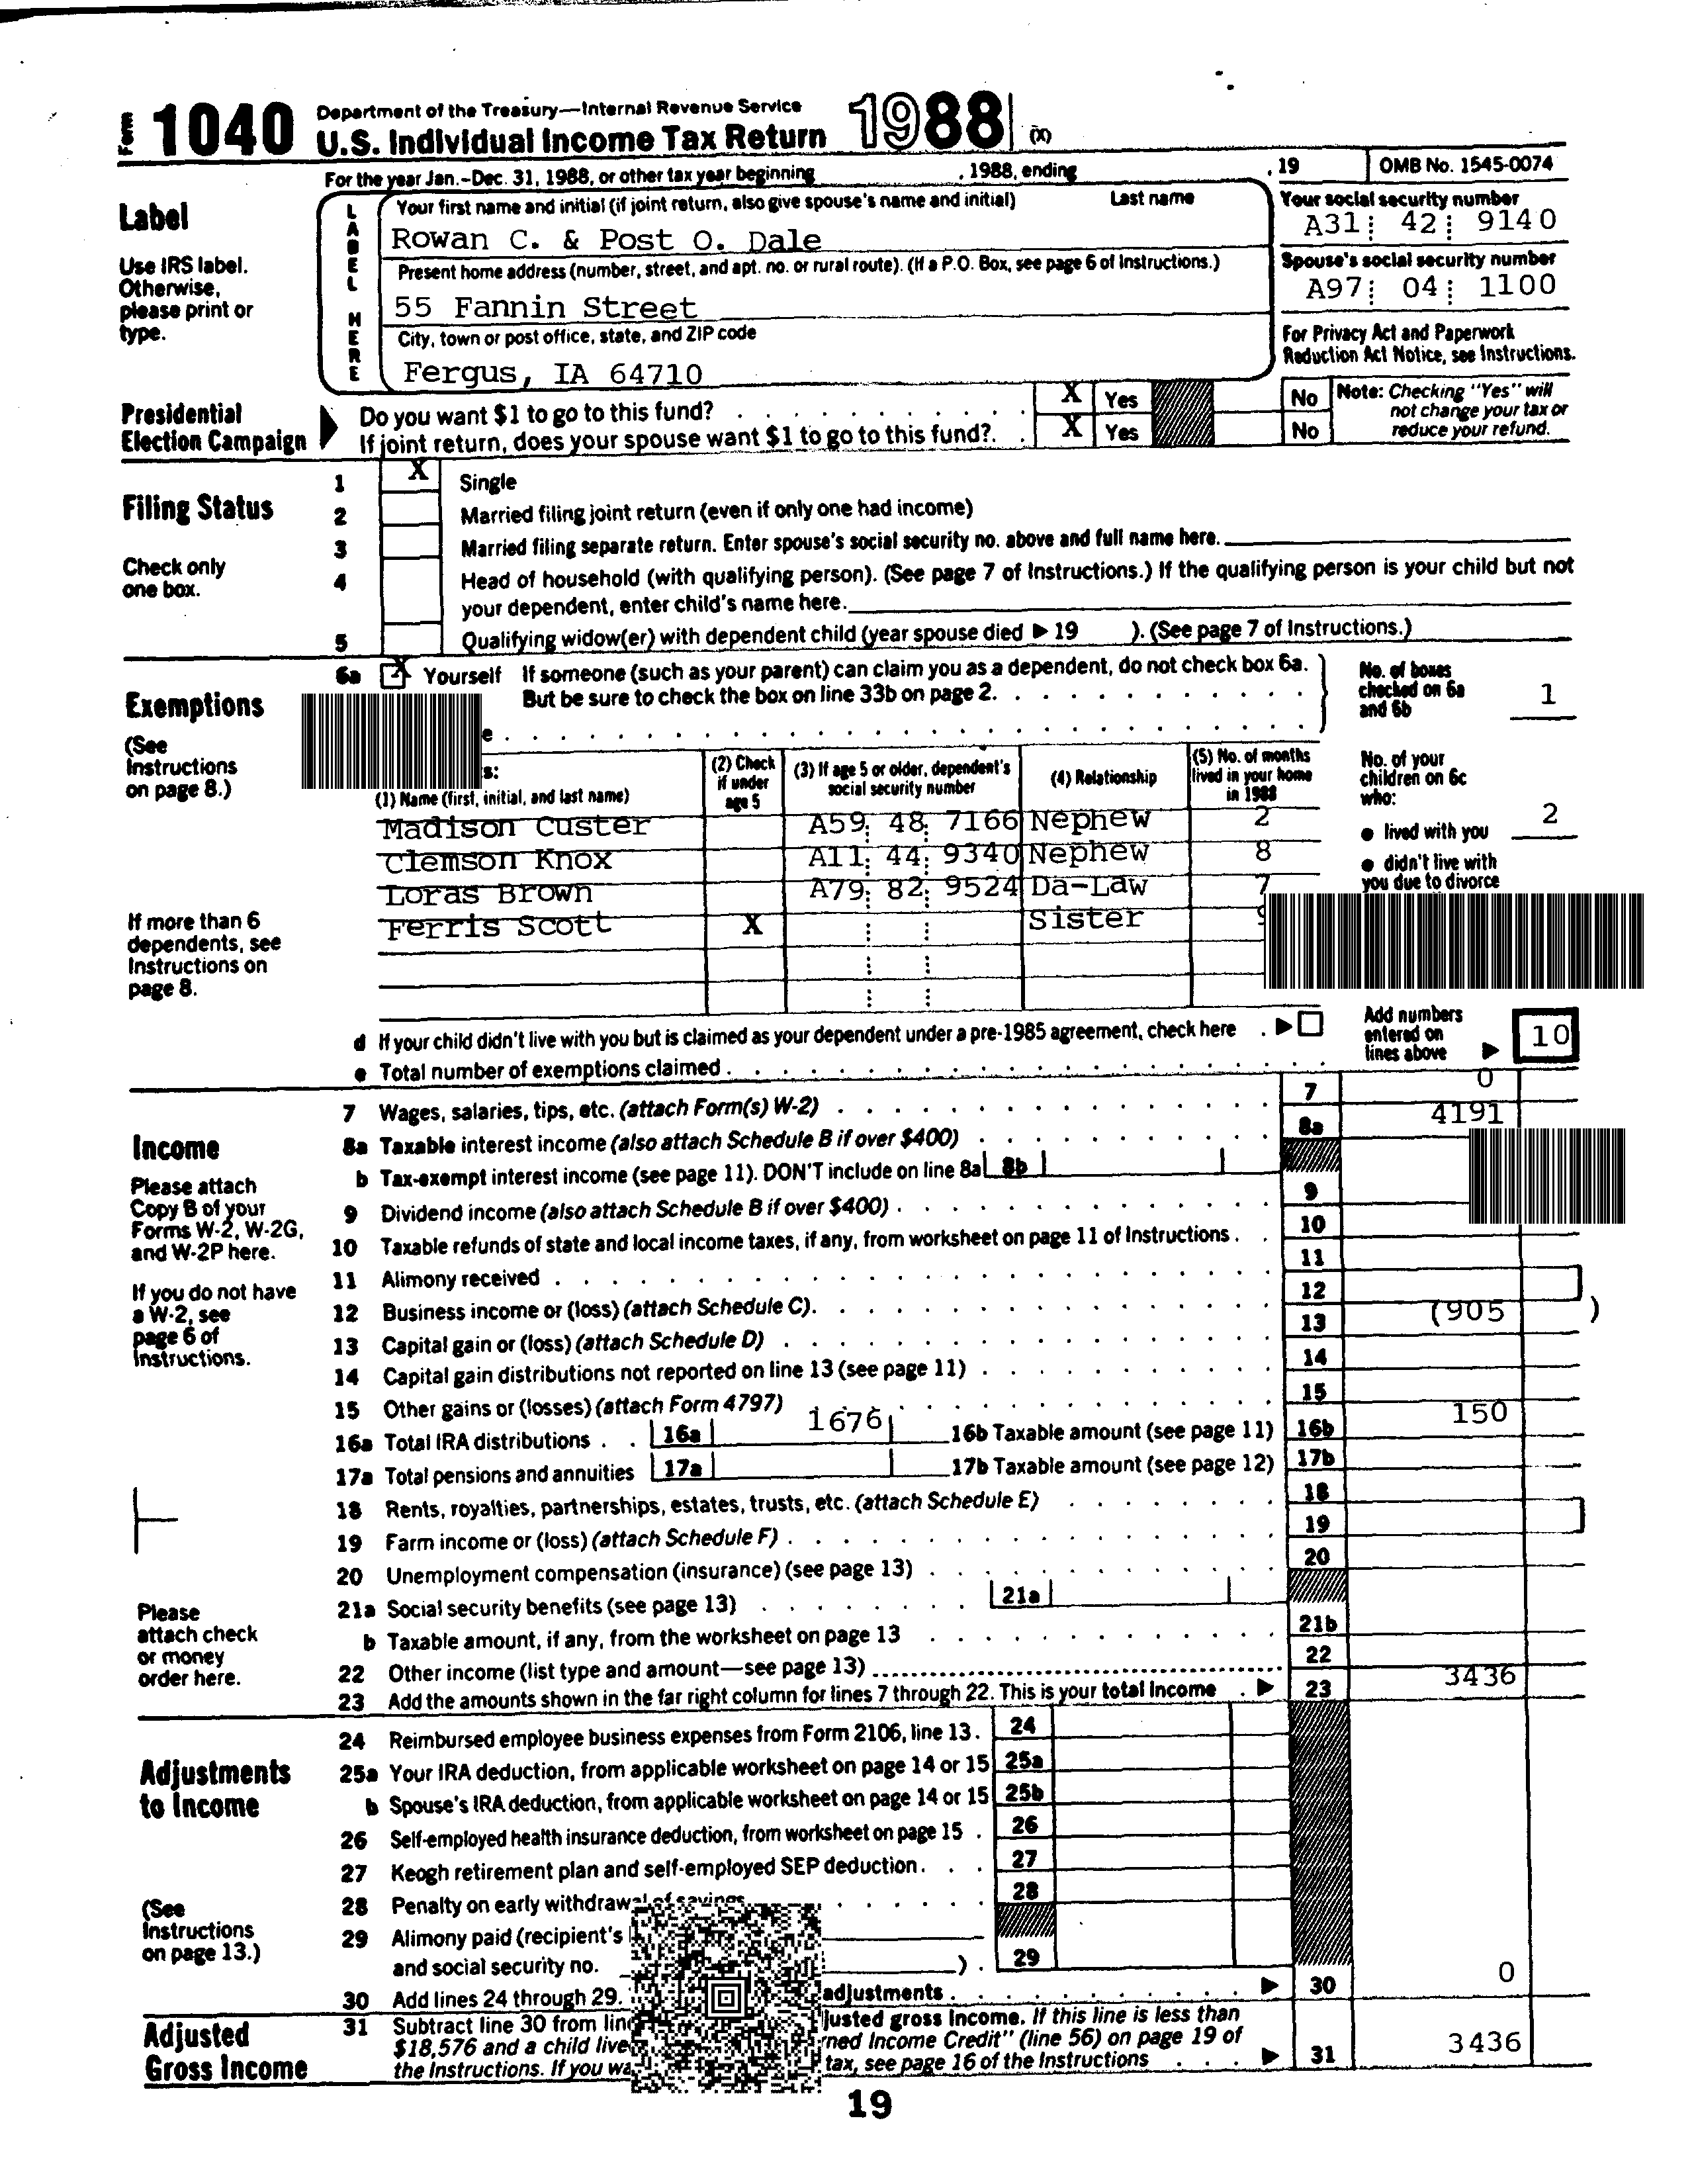 Form 1040 Department of the Treasury—Internal Revenue Service
U.S. Individual Income Tax Return 1988 (X)
For the year Jan.–Dec. 31, 1988, or other tax year beginning , 1988, ending , 19 OMB No. 1545-0074
Label
Use IRS label. Otherwise, please print or type.
LABEL HERE
Your first name and initial (if joint return, also give spouse's name and initial) Last name
Rowan C. & Post O. Dale
Your social security number
A31 42 9140
Present home address (number, street, and apt. no. or rural route). (If a P.O. Box, see page 6 of Instructions.)
55 Fannin Street
Spouse's social security number
A97 04 1100
City, town or post office, state, and ZIP code
Fergus, IA 64710
For Privacy Act and Paperwork
Reduction Act Notice, see Instructions.
Presidential
Election Campaign
Do you want $1 to go to this fund? X Yes No
If joint return, does your spouse want $1 to go to this fund?. X Yes No
Note: Checking "Yes" will
not change your tax or
reduce your refund.
Filing Status
Check only
one box.
1 X Single
2 Married filing joint return (even if only one had income)
3 Married filing separate return. Enter spouse's social security no. above and full name here.
4 Head of household (with qualifying person). (See page 7 of Instructions.) If the qualifying person is your child but not
your dependent, enter child's name here.
5 Qualifying widow(er) with dependent child (year spouse died ▶ 19 ). (See page 7 of Instructions.)
Exemptions
(See
Instructions
on page 8.)
6a X Yourself If someone (such as your parent) can claim you as a dependent, do not check box 6a.
But be sure to check the box on line 33b on page 2.
No. of boxes
checked on 6a
and 6b 1
e
s:
(1) Name (first, initial, and last name) (2) Check if under age 5 (3) If age 5 or older, dependent's social security number (4) Relationship (5) No. of months lived in your home in 1988
Madison Custer A59 48 7166 Nephew 2
Clemson Knox A11 44 9340 Nephew 8
Loras Brown A79 82 9524 Da-Law 7
Ferris Scott X Sister
No. of your
children on 6c
who:
● lived with you 2
● didn't live with
you due to divorce
If more than 6
dependents, see
Instructions on
page 8.
d If your child didn't live with you but is claimed as your dependent under a pre-1985 agreement, check here . ▶
e Total number of exemptions claimed
Add numbers
entered on
lines above ▶ 10
Income
Please attach
Copy B of your
Forms W-2, W-2G,
and W-2P here.
If you do not have
a W-2, see
page 6 of
Instructions.
Please
attach check
or money
order here.
7 Wages, salaries, tips, etc. (attach Form(s) W-2) 7 0
8a Taxable interest income (also attach Schedule B if over $400) 8a 4191
b Tax-exempt interest income (see page 11). DON'T include on line 8a 8b
9 Dividend income (also attach Schedule B if over $400) 9
10 Taxable refunds of state and local income taxes, if any, from worksheet on page 11 of Instructions 10
11 Alimony received 11
12 Business income or (loss) (attach Schedule C). 12
13 Capital gain or (loss) (attach Schedule D) 13 (905 )
14 Capital gain distributions not reported on line 13 (see page 11) 14
15 Other gains or (losses) (attach Form 4797) 15
16a Total IRA distributions 16a 1676 16b Taxable amount (see page 11) 16b 150
17a Total pensions and annuities 17a 17b Taxable amount (see page 12) 17b
18 Rents, royalties, partnerships, estates, trusts, etc. (attach Schedule E) 18
19 Farm income or (loss) (attach Schedule F) 19
20 Unemployment compensation (insurance) (see page 13) 20
21a Social security benefits (see page 13) 21a
b Taxable amount, if any, from the worksheet on page 13 21b
22 Other income (list type and amount—see page 13) 22
23 Add the amounts shown in the far right column for lines 7 through 22. This is your total income ▶ 23 3436
Adjustments
to Income
(See
Instructions
on page 13.)
24 Reimbursed employee business expenses from Form 2106, line 13. 24
25a Your IRA deduction, from applicable worksheet on page 14 or 15 25a
b Spouse's IRA deduction, from applicable worksheet on page 14 or 15 25b
26 Self-employed health insurance deduction, from worksheet on page 15 26
27 Keogh retirement plan and self-employed SEP deduction 27
28 Penalty on early withdrawal of savings 28
29 Alimony paid (recipient's
and social security no. ). 29
30 Add lines 24 through 29. adjustments ▶ 30 0
Adjusted
Gross Income
31 Subtract line 30 from line justed gross income. If this line is less than
$18,576 and a child live rned Income Credit" (line 56) on page 19 of
the Instructions. If you wa tax, see page 16 of the Instructions ▶ 31 3436
19